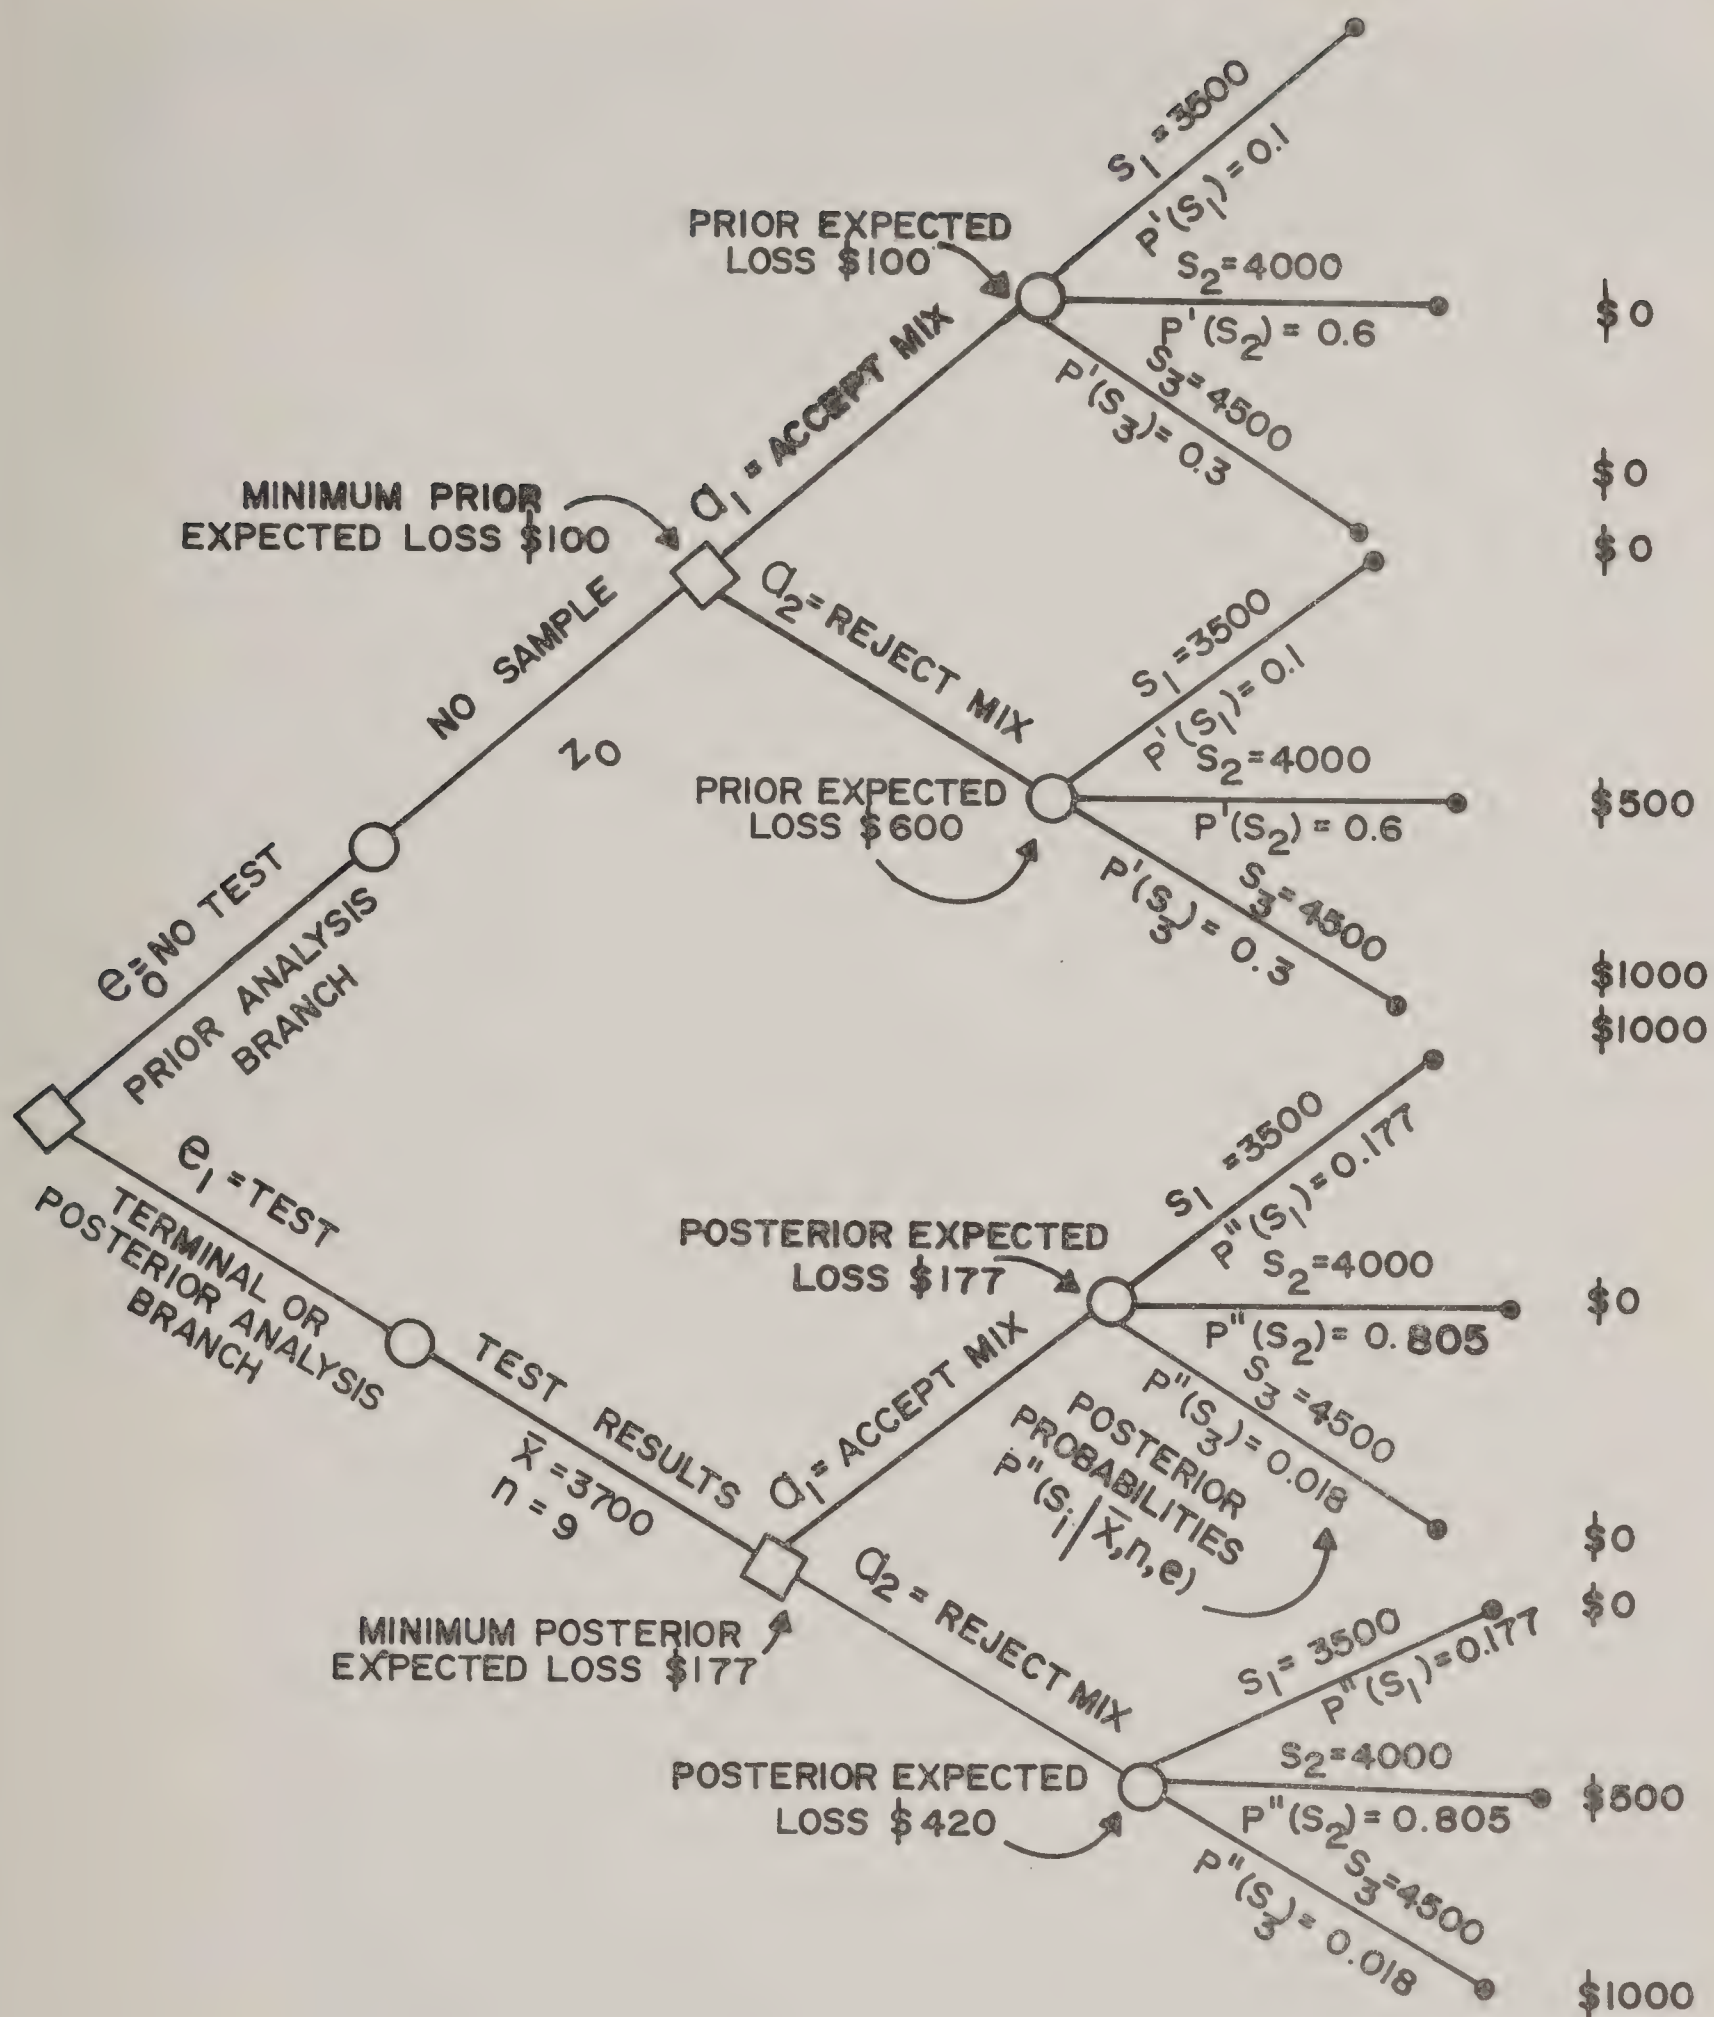 S1 = 3500
P'(S1) = 0.1
PRIOR EXPECTED
LOSS $100
S2 = 4000
P'(S2) = 0.6
$0
S3 = 4500
P'(S3) = 0.3
$0
a1 = ACCEPT MIX
MINIMUM PRIOR
EXPECTED LOSS $100
$0
a2 = REJECT MIX
S1 = 3500
P'(S1) = 0.1
NO SAMPLE
z0
PRIOR EXPECTED
LOSS $600
S2 = 4000
P'(S2) = 0.6
$500
S3 = 4500
P'(S3) = 0.3
$1000
$1000
e0 = NO TEST
PRIOR ANALYSIS
BRANCH
e1 = TEST
TERMINAL OR
POSTERIOR ANALYSIS
BRANCH
S1 = 3500
P''(S1) = 0.177
POSTERIOR EXPECTED
LOSS $177
S2 = 4000
P''(S2) = 0.805
$0
S3 = 4500
P''(S3) = 0.018
POSTERIOR
PROBABILITIES
P''(Si/x̄,n,e)
$0
TEST RESULTS
x̄ = 3700
n = 9
a1 = ACCEPT MIX
a2 = REJECT MIX
MINIMUM POSTERIOR
EXPECTED LOSS $177
$0
S1 = 3500
P''(S1) = 0.177
POSTERIOR EXPECTED
LOSS $420
S2 = 4000
P''(S2) = 0.805
$500
S3 = 4500
P''(S3) = 0.018
$1000